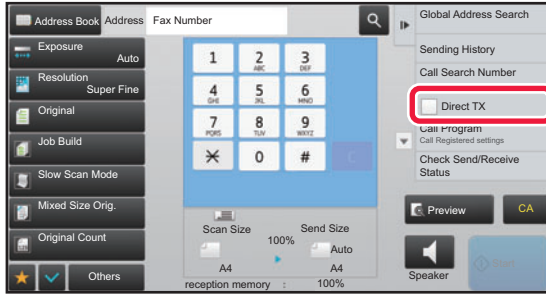 Address Book
Address
Fax Number
Exposure
Auto
Resolution
Super Fine
Original
Job Build
Slow Scan Mode
Mixed Size Orig.
Original Count
Others
1
2
ABC
3
DEF
4
GHI
5
JKL
6
MNO
7
PQRS
8
TUV
9
WXYZ
0
#
Scan Size
100%
Send Size
Auto
A4
A4
reception memory : 100%
Global Address Search
Sending History
Call Search Number
Direct TX
Call Program
Call Registered settings
Check Send/Receive
Status
Preview
CA
Speaker
Start